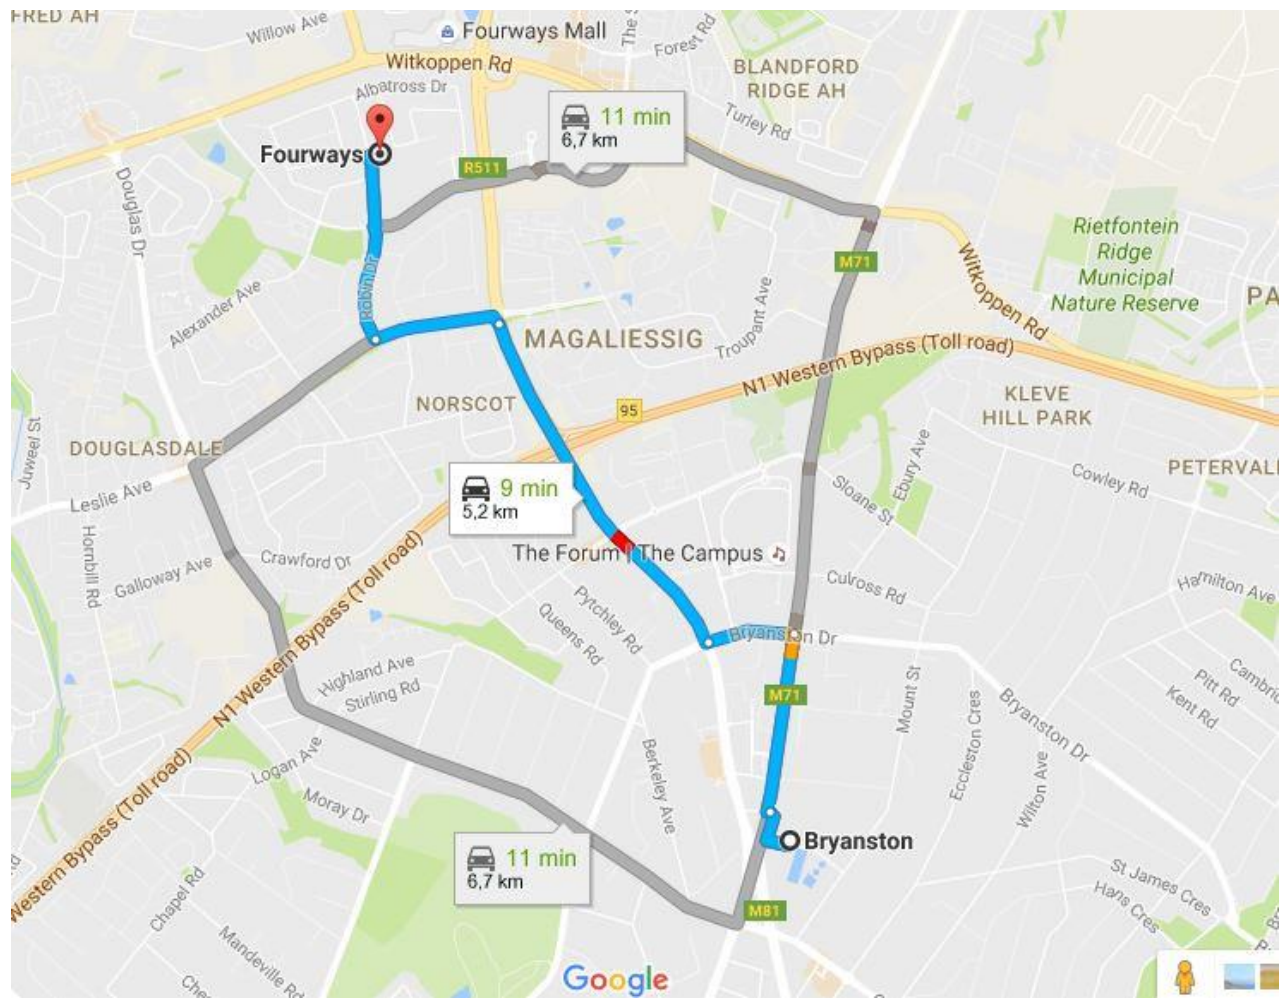 FRED AH
Willow Ave
Fourways Mall
Forest Rd
Witkoppen Rd
Albatross Dr
BLANDFORD
RIDGE AH
11 min
6,7 km
Turley Rd
Fourways
R511
Douglas Dr
Rietfontein
Ridge
Municipal
Nature Reserve
M71
Witkoppen Rd
PA
Robin Dr
Alexander Ave
Troupant Ave
MAGALIESSIG
N1 Western Bypass (Toll road)
NORSCOT
95
KLEVE
HILL PARK
Juweel St
DOUGLASDALE
Leslie Ave
Ebury Ave
Cowley Rd
PETERVAL
9 min
5,2 km
Sloane St
Hornbill Rd
Galloway Ave
Crawford Dr
The Forum | The Campus
Culross Rd
Hamilton Ave
Pytchley Rd
Queens Rd
Bryanston Dr
N1 Western Bypass (Toll road)
Highland Ave
Stirling Rd
M71
Mount St
Eccleston Cres
Bryanston Dr
Pitt Rd
Kent Rd
Logan Ave
Moray Dr
Berkeley Ave
Wilton Ave
Western Bypass (Toll road)
11 min
6,7 km
Bryanston
St James Cres
Hans Cres
Chapel Rd
M81
Mandeville Rd
Google